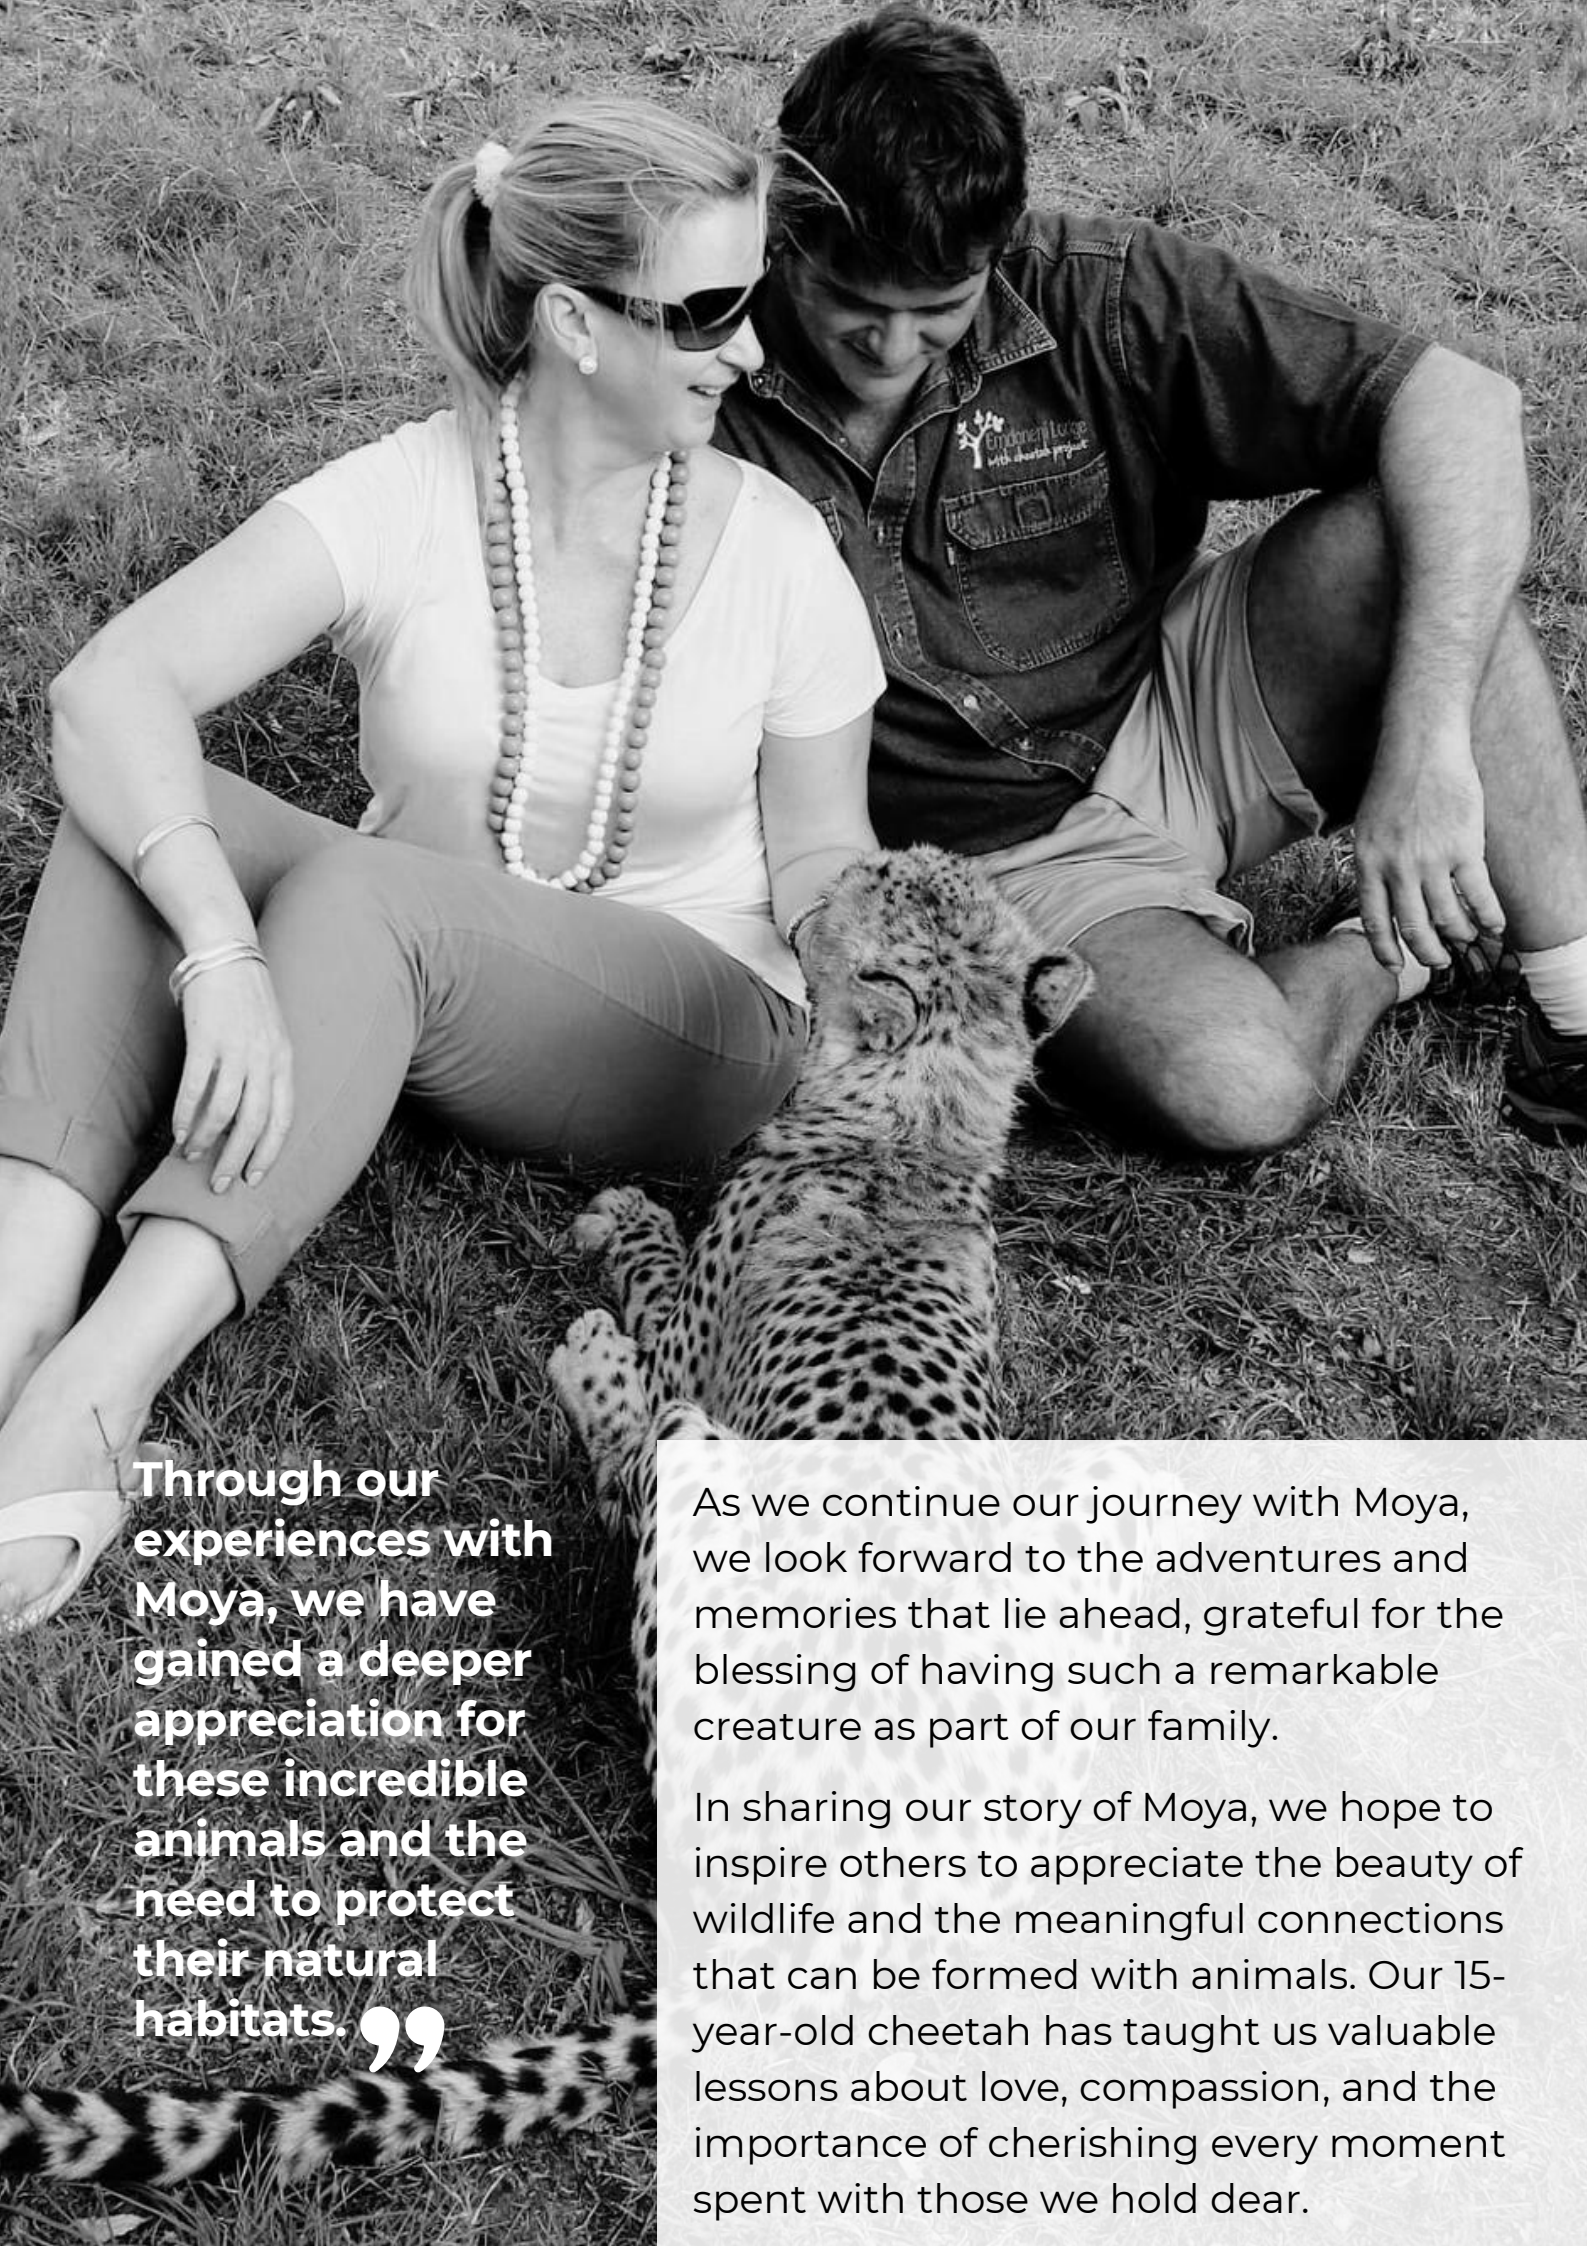 Emdoneni Lodge
with cheetah project
Through our
experiences with
Moya, we have
gained a deeper
appreciation for
these incredible
animals and the
need to protect
their natural
habitats. ”
As we continue our journey with Moya,
we look forward to the adventures and
memories that lie ahead, grateful for the
blessing of having such a remarkable
creature as part of our family.
In sharing our story of Moya, we hope to
inspire others to appreciate the beauty of
wildlife and the meaningful connections
that can be formed with animals. Our 15-
year-old cheetah has taught us valuable
lessons about love, compassion, and the
importance of cherishing every moment
spent with those we hold dear.